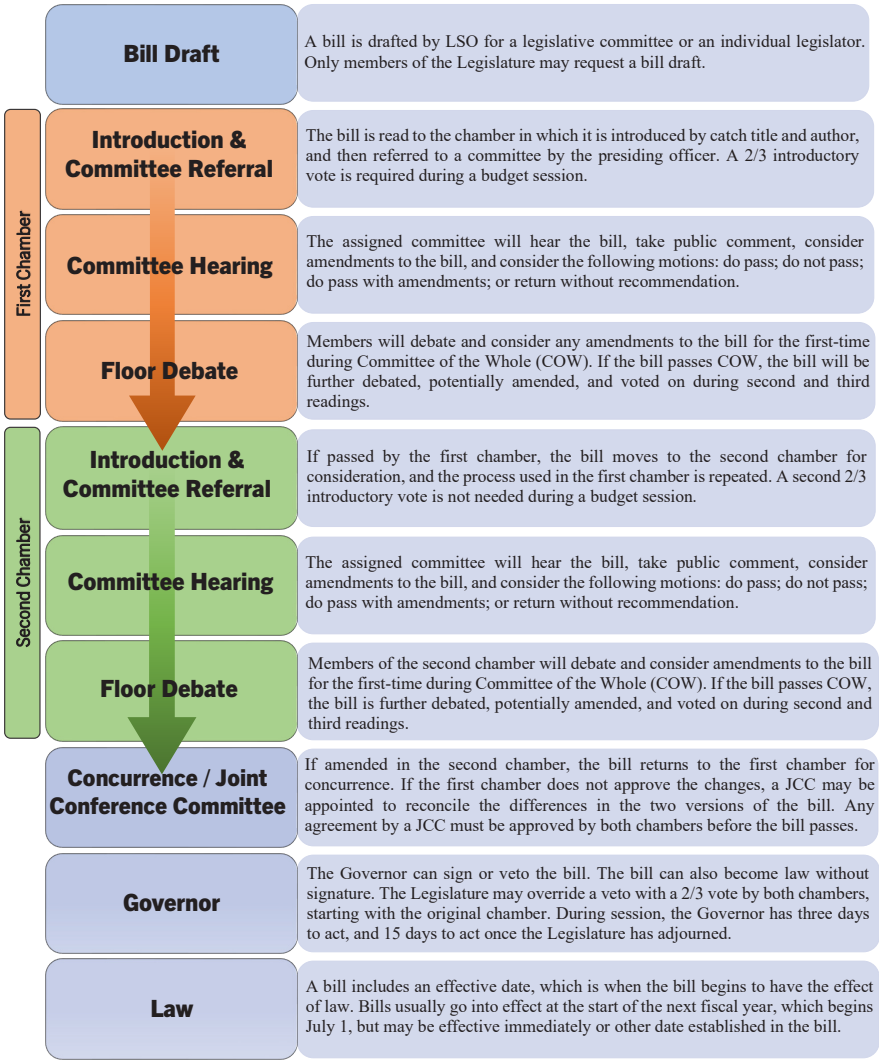 Bill Draft
A bill is drafted by LSO for a legislative committee or an individual legislator.
Only members of the Legislature may request a bill draft.
First Chamber
Introduction &
Committee Referral
The bill is read to the chamber in which it is introduced by catch title and author,
and then referred to a committee by the presiding officer. A 2/3 introductory
vote is required during a budget session.
Committee Hearing
The assigned committee will hear the bill, take public comment, consider
amendments to the bill, and consider the following motions: do pass; do not pass;
do pass with amendments; or return without recommendation.
Floor Debate
Members will debate and consider any amendments to the bill for the first-time
during Committee of the Whole (COW). If the bill passes COW, the bill will be
further debated, potentially amended, and voted on during second and third
readings.
Second Chamber
Introduction &
Committee Referral
If passed by the first chamber, the bill moves to the second chamber for
consideration, and the process used in the first chamber is repeated. A second 2/3
introductory vote is not needed during a budget session.
Committee Hearing
The assigned committee will hear the bill, take public comment, consider
amendments to the bill, and consider the following motions: do pass; do not pass;
do pass with amendments; or return without recommendation.
Floor Debate
Members of the second chamber will debate and consider amendments to the bill
for the first-time during Committee of the Whole (COW). If the bill passes COW,
the bill is further debated, potentially amended, and voted on during second and
third readings.
Concurrence / Joint
Conference Committee
If amended in the second chamber, the bill returns to the first chamber for
concurrence. If the first chamber does not approve the changes, a JCC may be
appointed to reconcile the differences in the two versions of the bill. Any
agreement by a JCC must be approved by both chambers before the bill passes.
Governor
The Governor can sign or veto the bill. The bill can also become law without
signature. The Legislature may override a veto with a 2/3 vote by both chambers,
starting with the original chamber. During session, the Governor has three days
to act, and 15 days to act once the Legislature has adjourned.
Law
A bill includes an effective date, which is when the bill begins to have the effect
of law. Bills usually go into effect at the start of the next fiscal year, which begins
July 1, but may be effective immediately or other date established in the bill.